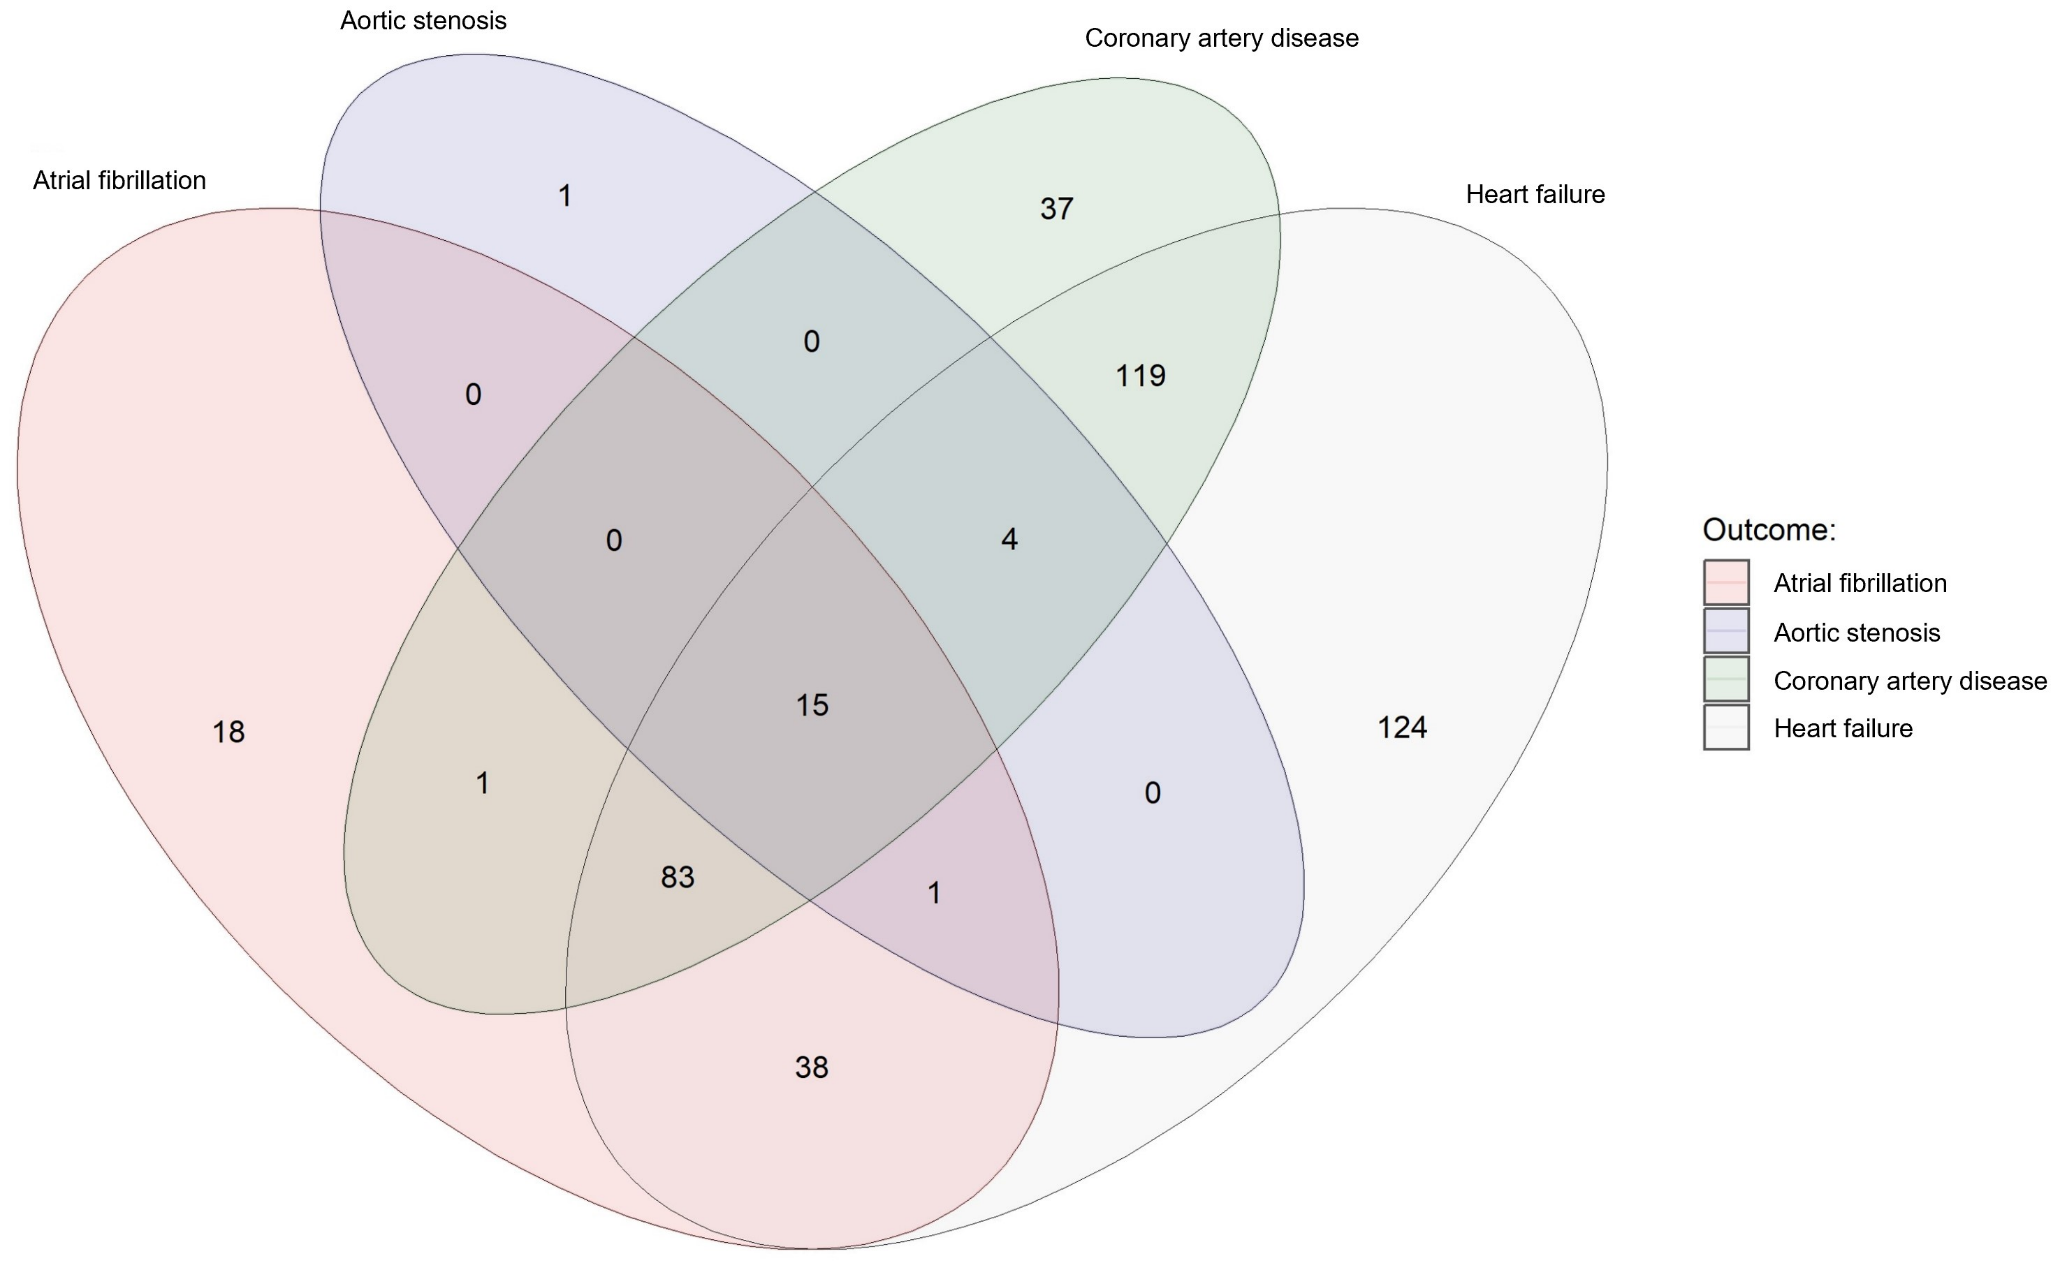 Aortic stenosis
Coronary artery disease
Atrial fibrillation
Heart failure
1
37
0
119
0
0
4
15
18
124
1
0
83
1
38
Outcome:
Atrial fibrillation
Aortic stenosis
Coronary artery disease
Heart failure